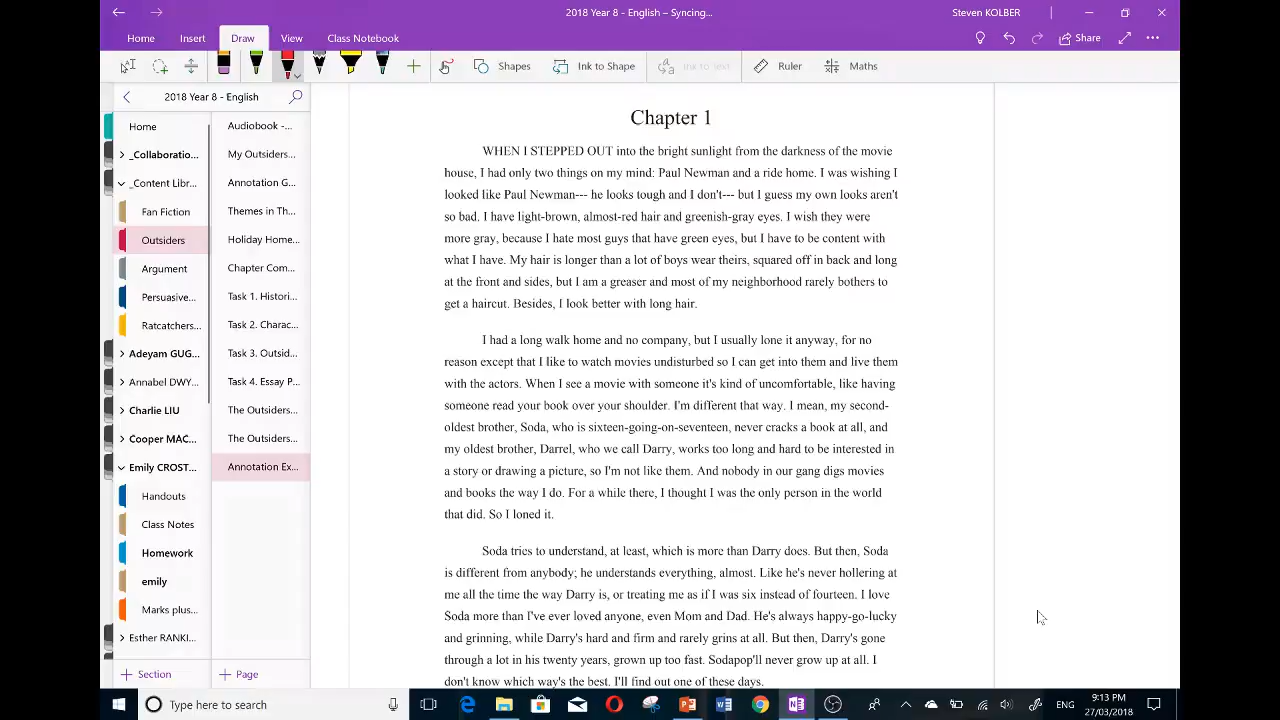 2018 Year 8 - English – Syncing...
Steven KOLBER
Home Insert Draw View Class Notebook
Share
Shapes Ink to Shape Ink to Text Ruler Maths
2018 Year 8 - English
Home
_Collaboratio...
_Content Libr...
Fan Fiction
Outsiders
Argument
Persuasive...
Ratcatchers...
Adeyam GUG...
Annabel DWY...
Charlie LIU
Cooper MAC...
Emily CROST...
Handouts
Class Notes
Homework
emily
Marks plus...
Esther RANKI...
Section
Audiobook -...
My Outsiders...
Annotation G...
Themes in Th...
Holiday Home...
Chapter Com...
Task 1. Histori...
Task 2. Charac...
Task 3. Outsid...
Task 4. Essay P...
The Outsiders...
The Outsiders...
Annotation Ex...
Page
Chapter 1
WHEN I STEPPED OUT into the bright sunlight from the darkness of the movie
house, I had only two things on my mind: Paul Newman and a ride home. I was wishing I
looked like Paul Newman--- he looks tough and I don't--- but I guess my own looks aren't
so bad. I have light-brown, almost-red hair and greenish-gray eyes. I wish they were
more gray, because I hate most guys that have green eyes, but I have to be content with
what I have. My hair is longer than a lot of boys wear theirs, squared off in back and long
at the front and sides, but I am a greaser and most of my neighborhood rarely bothers to
get a haircut. Besides, I look better with long hair.
I had a long walk home and no company, but I usually lone it anyway, for no
reason except that I like to watch movies undisturbed so I can get into them and live them
with the actors. When I see a movie with someone it's kind of uncomfortable, like having
someone read your book over your shoulder. I'm different that way. I mean, my second-
oldest brother, Soda, who is sixteen-going-on-seventeen, never cracks a book at all, and
my oldest brother, Darrel, who we call Darry, works too long and hard to be interested in
a story or drawing a picture, so I'm not like them. And nobody in our gang digs movies
and books the way I do. For a while there, I thought I was the only person in the world
that did. So I loned it.
Soda tries to understand, at least, which is more than Darry does. But then, Soda
is different from anybody; he understands everything, almost. Like he's never hollering at
me all the time the way Darry is, or treating me as if I was six instead of fourteen. I love
Soda more than I've ever loved anyone, even Mom and Dad. He's always happy-go-lucky
and grinning, while Darry's hard and firm and rarely grins at all. But then, Darry's gone
through a lot in his twenty years, grown up too fast. Sodapop'll never grow up at all. I
don't know which way's the best. I'll find out one of these days.
Type here to search
ENG
9:13 PM
27/03/2018